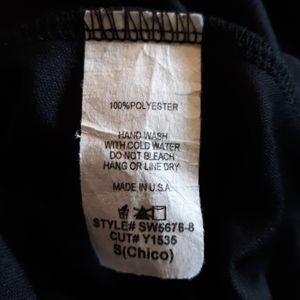 100%POLYESTER
HAND WASH
WITH COLD WATER
DO NOT BLEACH
HANG OR LINE DRY
MADE IN U.S.A.
STYLE# SW5676-8
CUT# Y1535
S(Chico)